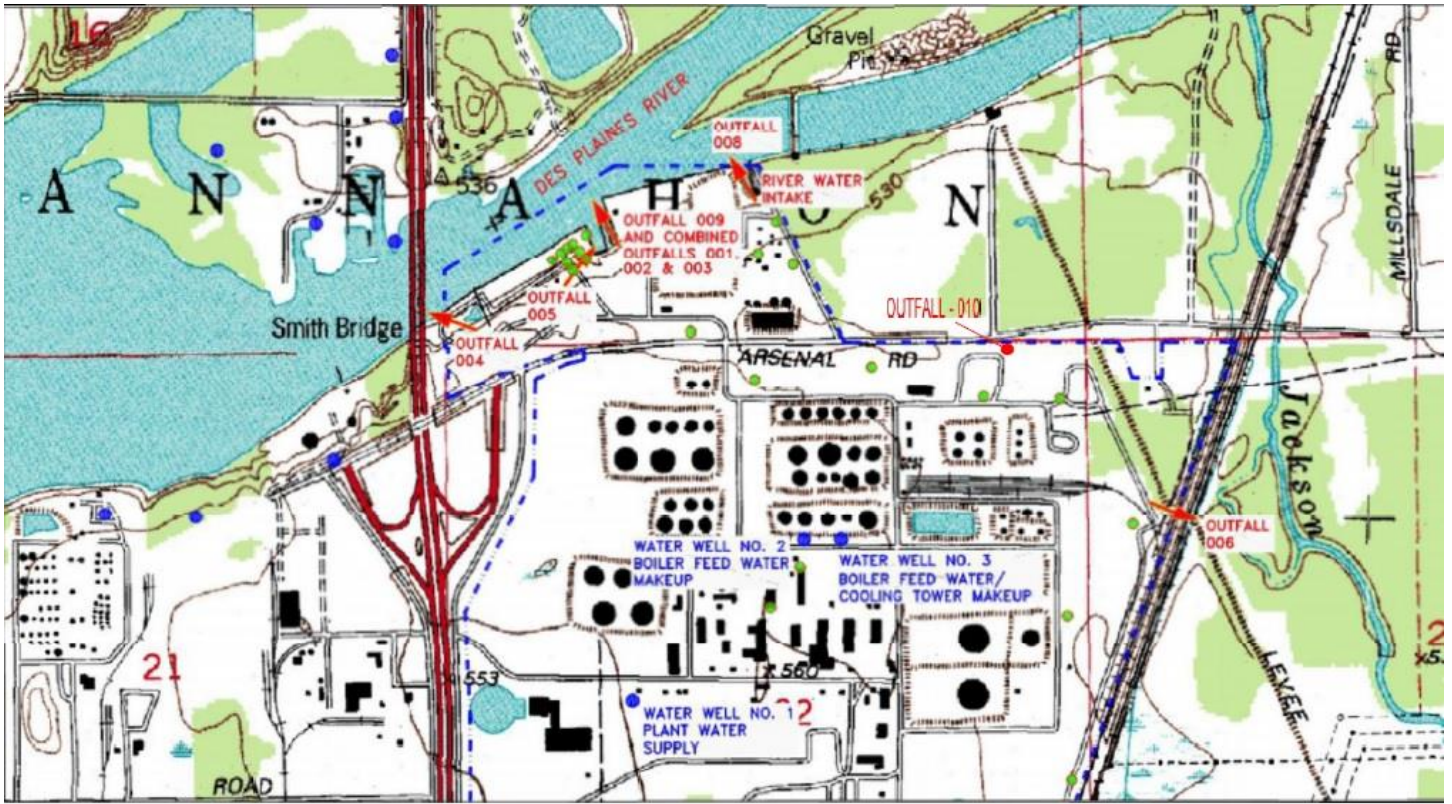 16
Gravel
Pit
MILLSDALE RD
DES PLAINES RIVER
OUTFALL
008
536
RIVER WATER
INTAKE
530
A N N A H O N
OUTFALL 009
AND COMBINED
OUTFALLS 001,
002 & 003
OUTFALL
005
OUTFALL - 010
Smith Bridge
OUTFALL
004
ARSENAL RD
Jackson
OUTFALL
006
WATER WELL NO. 2
BOILER FEED WATER
MAKEUP
WATER WELL NO. 3
BOILER FEED WATER/
COOLING TOWER MAKEUP
21
553
560
LEVEE
WATER WELL NO. 1
PLANT WATER
SUPPLY
ROAD